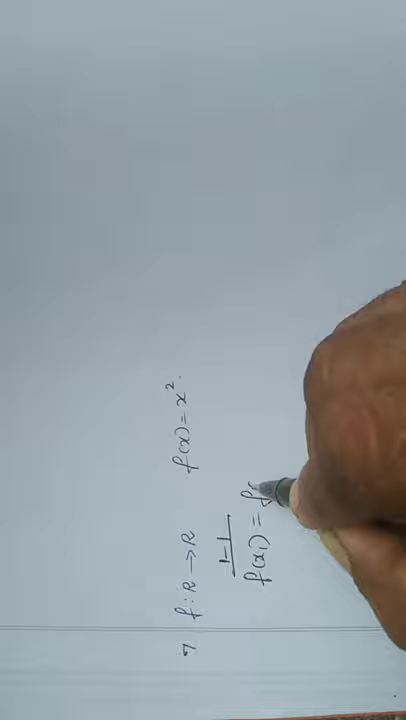 7 f : R → R f(x) = x².
1-1
f(x₁) = f(